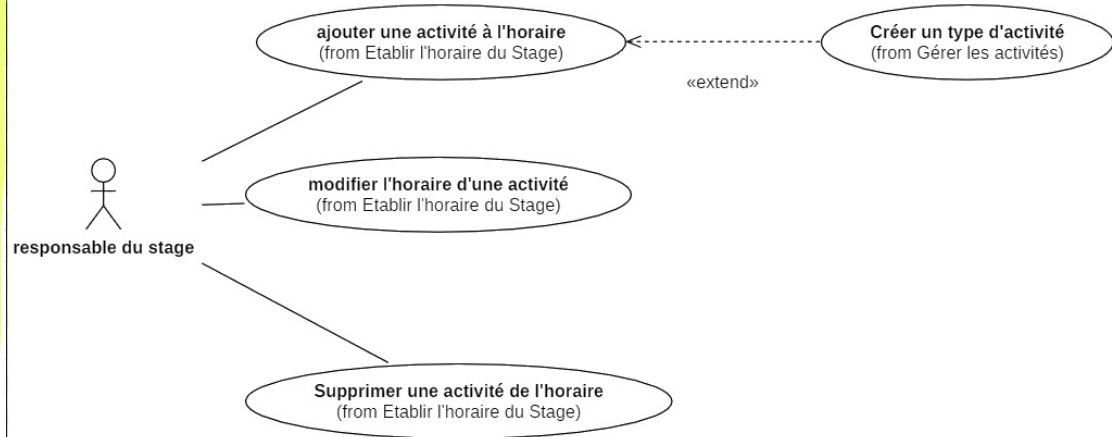 ajouter une activité à l'horaire
(from Etablir l'horaire du Stage)
Créer un type d'activité
(from Gérer les activités)
«extend»
modifier l'horaire d'une activité
(from Etablir l'horaire du Stage)
responsable du stage
Supprimer une activité de l'horaire
(from Etablir l'horaire du Stage)